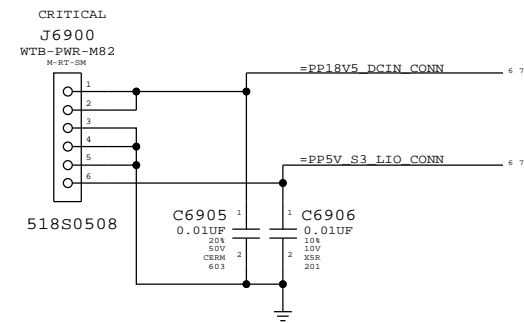 CRITICAL
J6900
WTB-PWR-M82
M-RT-SM
1
2
3
4
5
6
518S0508
=PP18V5_DCIN_CONN 6 7
=PP5V_S3_LIO_CONN 6 7
C6905
0.01UF
20%
50V
CERM
603
1
2
C6906
0.01UF
10%
10V
X5R
201
1
2